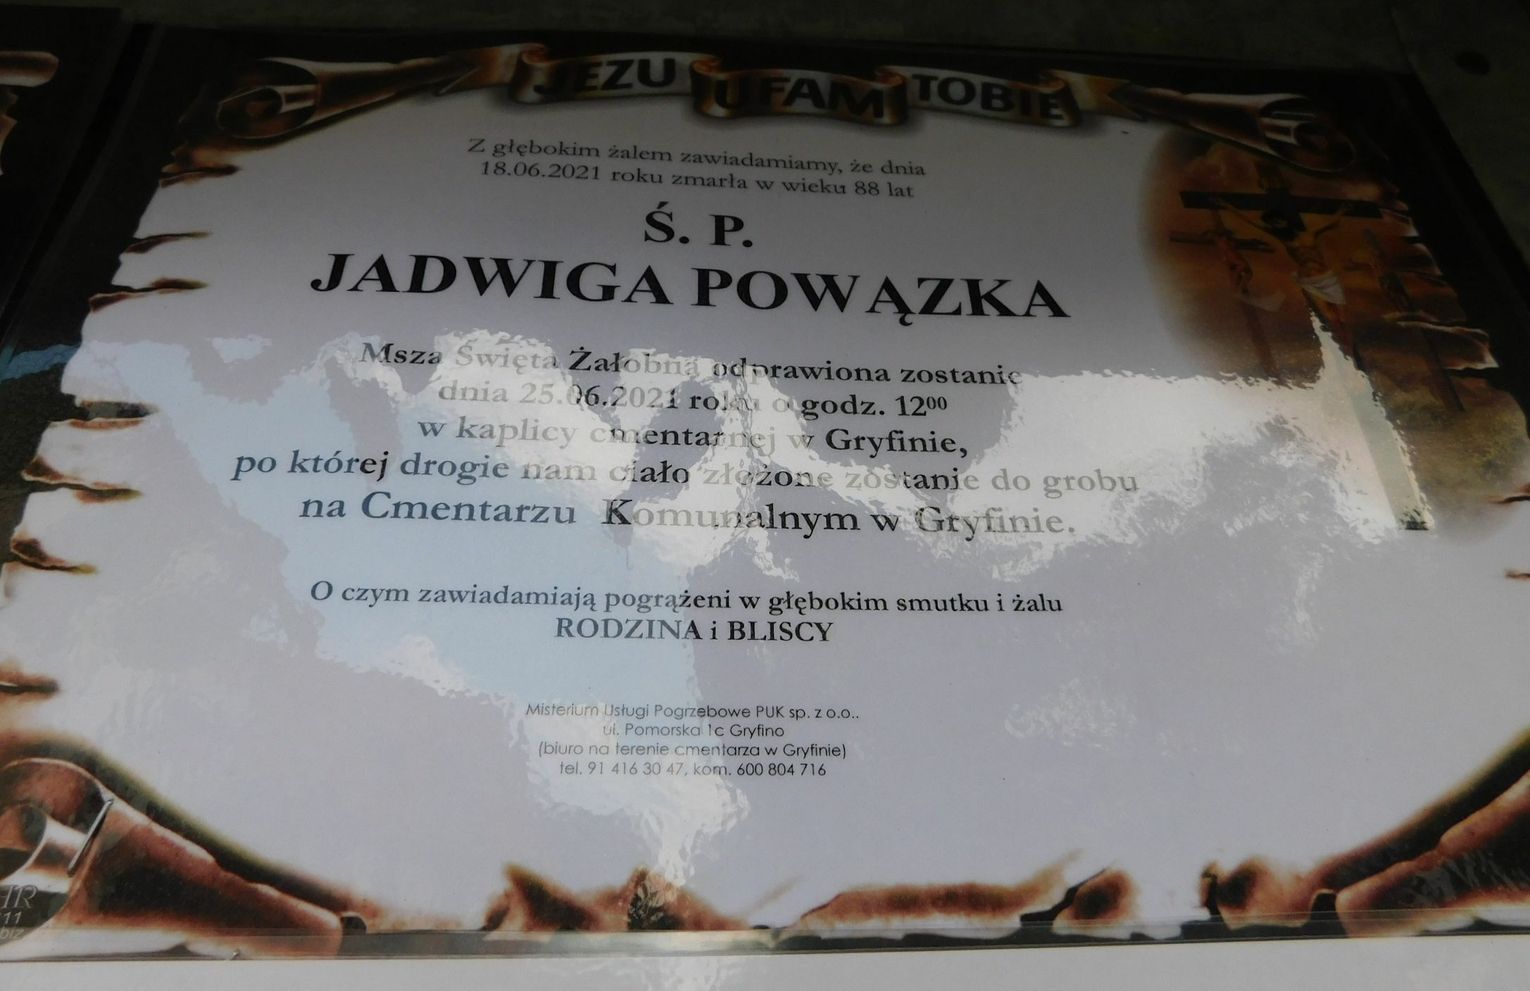 JEZU UFAM TOBIE
Z głębokim żalem zawiadamiamy, że dnia
18.06.2021 roku zmarła w wieku 88 lat
Ś. P.
JADWIGA POWĄZKA
Msza Święta Żałobna odprawiona zostanie
dnia 25.06.2021 roku o godz. 12⁰⁰
w kaplicy cmentarnej w Gryfinie,
po której drogie nam ciało złożone zostanie do grobu
na Cmentarzu Komunalnym w Gryfinie.
O czym zawiadamiają pogrążeni w głębokim smutku i żalu
RODZINA i BLISCY
Misterium Usługi Pogrzebowe PUK sp. z o.o..
ul. Pomorska 1c Gryfino
(biuro na terenie cmentarza w Gryfinie)
tel. 91 416 30 47, kom. 600 804 716